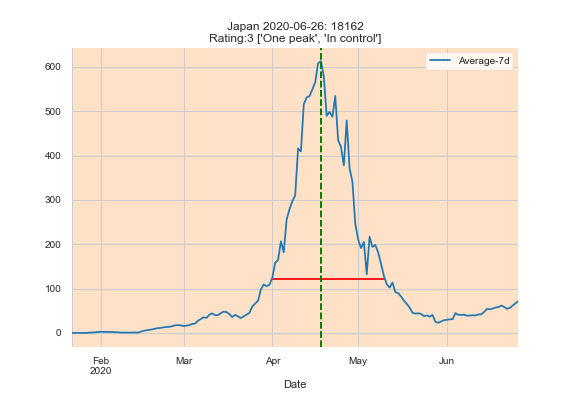 Japan 2020-06-26: 18162
Rating:3 ['One peak', 'In control']
Average-7d
600
500
400
300
200
100
0
Feb
2020
Mar
Apr
May
Jun
Date